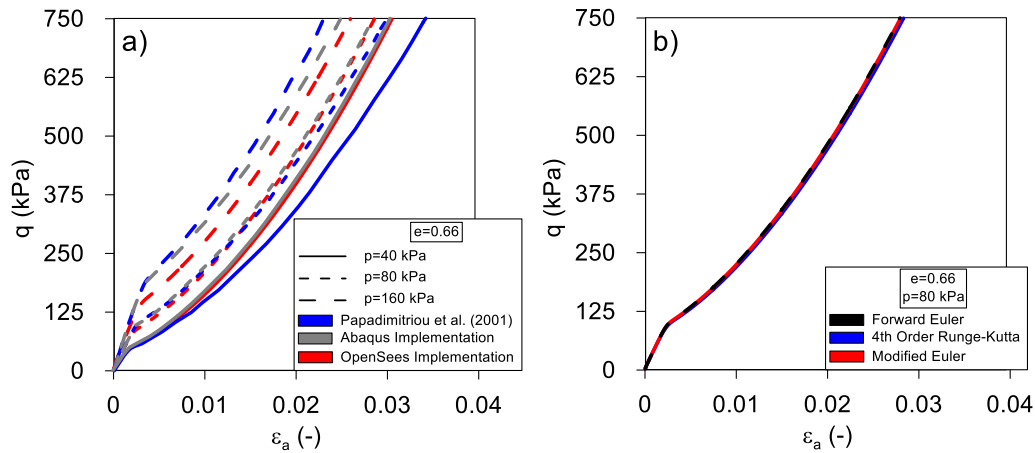 a)
q (kPa)
750
625
500
375
250
125
0
0
0.01
0.02
0.03
0.04
εa (-)
e=0.66
p=40 kPa
p=80 kPa
p=160 kPa
Papadimitriou et al. (2001)
Abaqus Implementation
OpenSees Implementation
b)
q (kPa)
750
625
500
375
250
125
0
0
0.01
0.02
0.03
0.04
εa (-)
e=0.66
p=80 kPa
Forward Euler
4th Order Runge-Kutta
Modified Euler